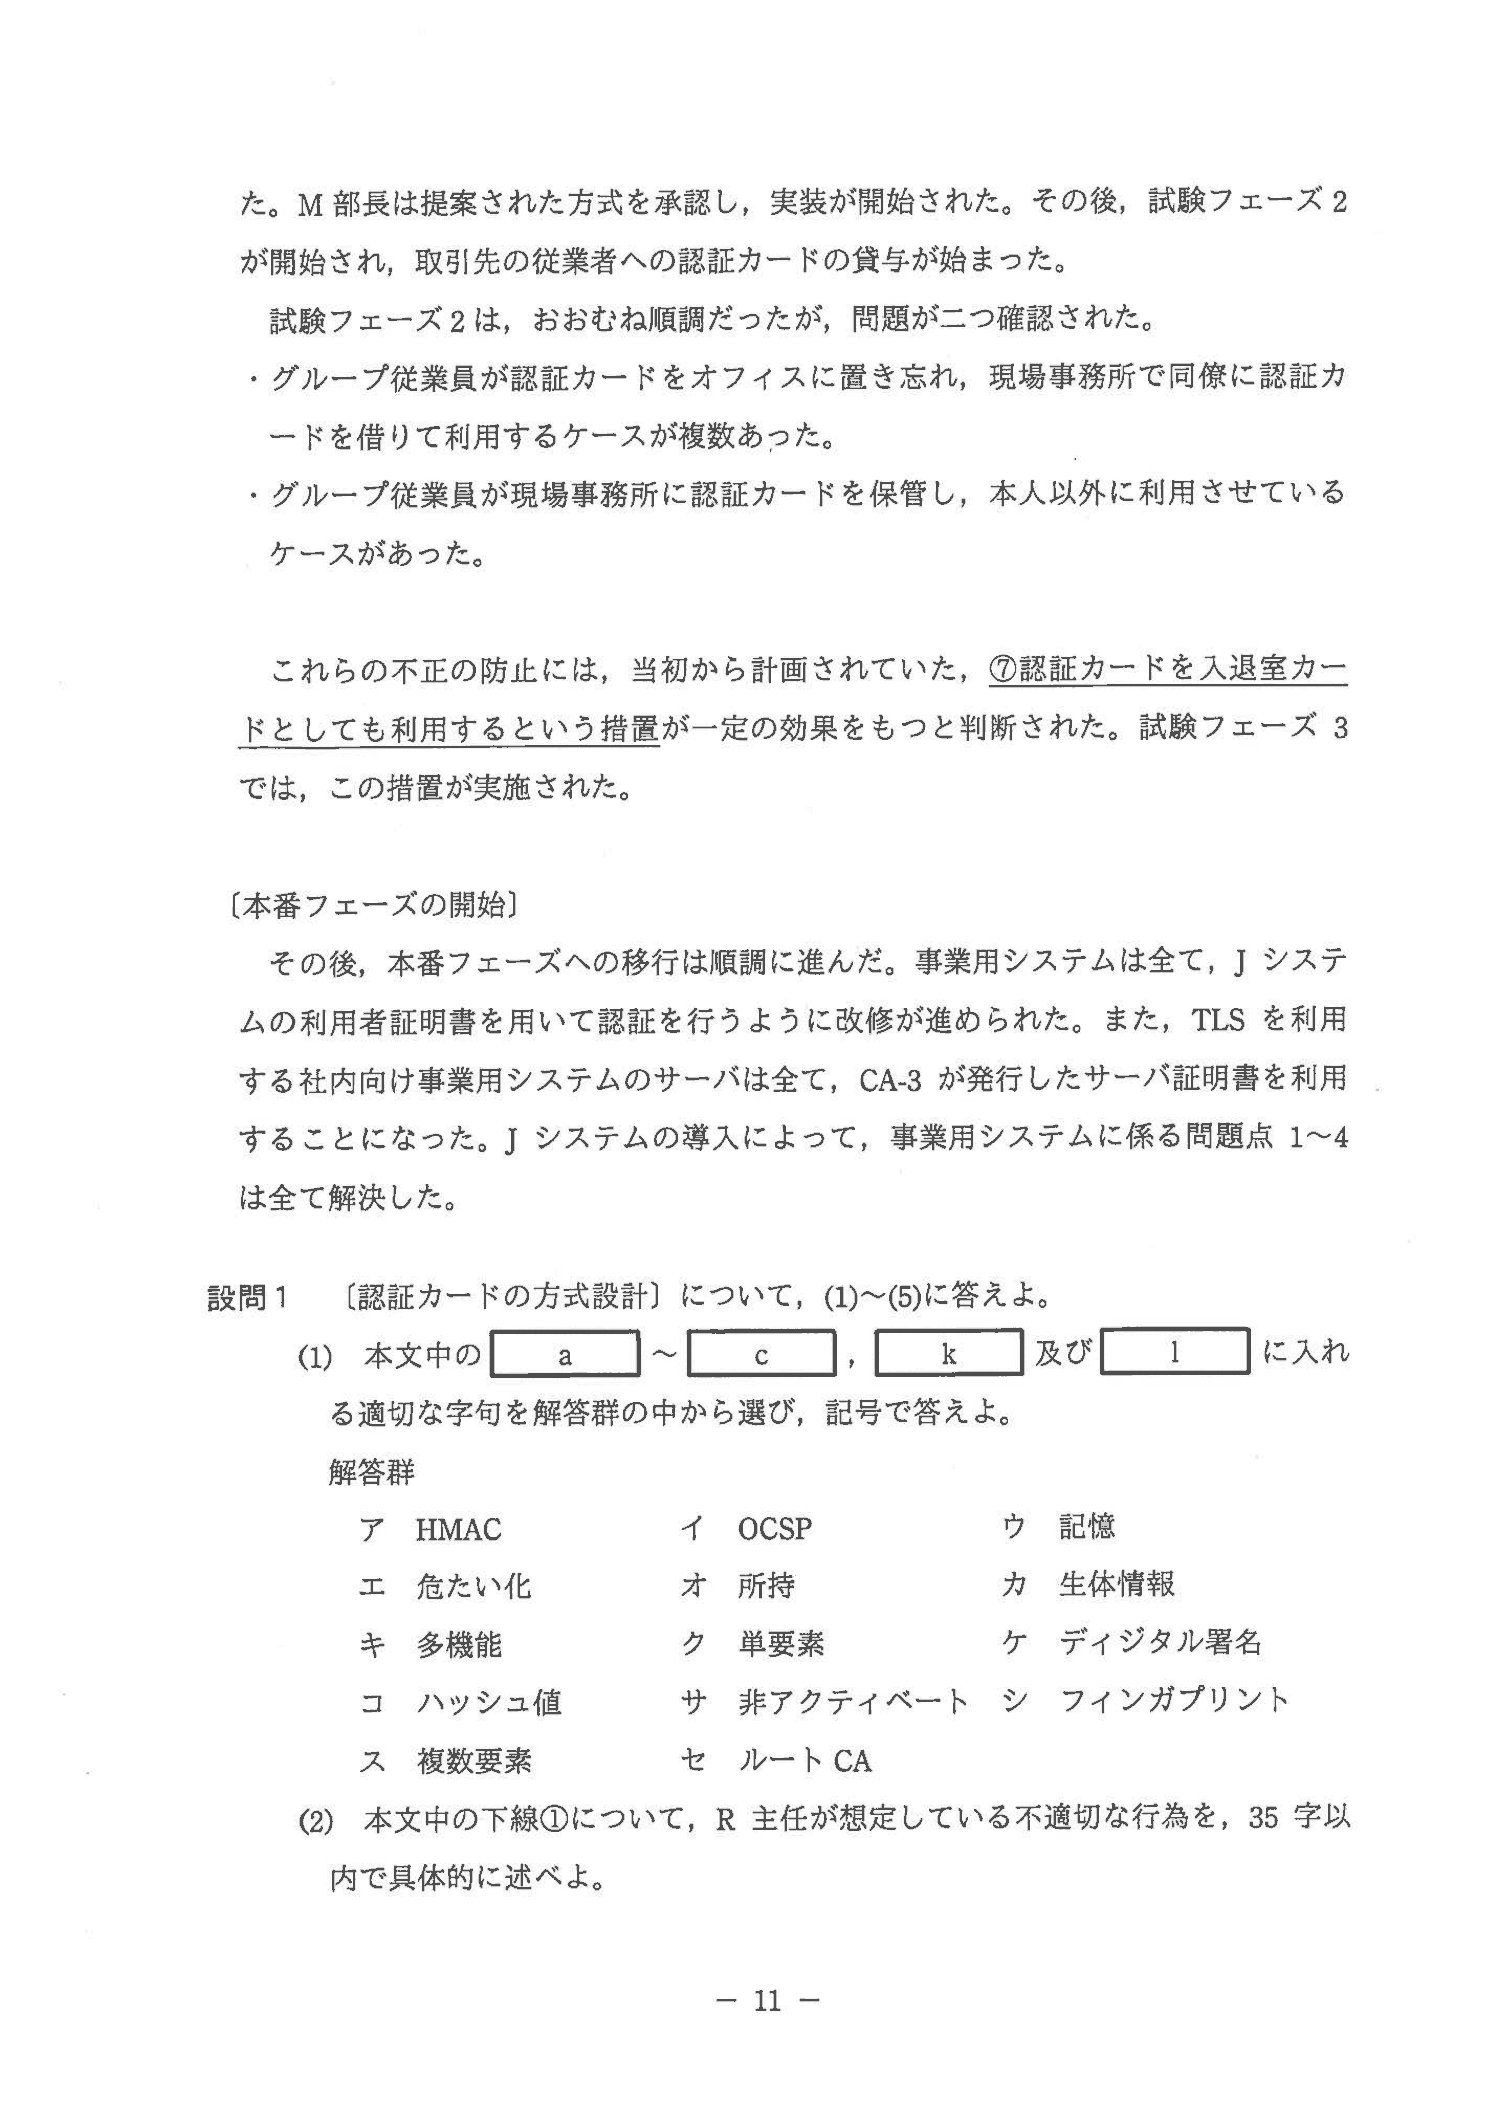 た。M 部長は提案された方式を承認し，実装が開始された。その後，試験フェーズ 2
が開始され，取引先の従業者への認証カードの貸与が始まった。
試験フェーズ 2 は，おおむね順調だったが，問題が二つ確認された。
・グループ従業員が認証カードをオフィスに置き忘れ，現場事務所で同僚に認証カ
ードを借りて利用するケースが複数あった。
・グループ従業員が現場事務所に認証カードを保管し，本人以外に利用させている
ケースがあった。
これらの不正の防止には，当初から計画されていた，⑦認証カードを入退室カー
ドとしても利用するという措置が一定の効果をもつと判断された。試験フェーズ 3
では，この措置が実施された。
〔本番フェーズの開始〕
その後，本番フェーズへの移行は順調に進んだ。事業用システムは全て，J システ
ムの利用者証明書を用いて認証を行うように改修が進められた。また，TLS を利用
する社内向け事業用システムのサーバは全て，CA-3 が発行したサーバ証明書を利用
することになった。J システムの導入によって，事業用システムに係る問題点 1～4
は全て解決した。
設問 1 〔認証カードの方式設計〕について，(1)～(5)に答えよ。
(1) 本文中の a ～ c ， k 及び l に入れ
る適切な字句を解答群の中から選び，記号で答えよ。
解答群
ア HMAC イ OCSP ウ 記憶
エ 危たい化 オ 所持 カ 生体情報
キ 多機能 ク 単要素 ケ ディジタル署名
コ ハッシュ値 サ 非アクティベート シ フィンガプリント
ス 複数要素 セ ルート CA
(2) 本文中の下線①について，R 主任が想定している不適切な行為を，35 字以
内で具体的に述べよ。
－ 11 －